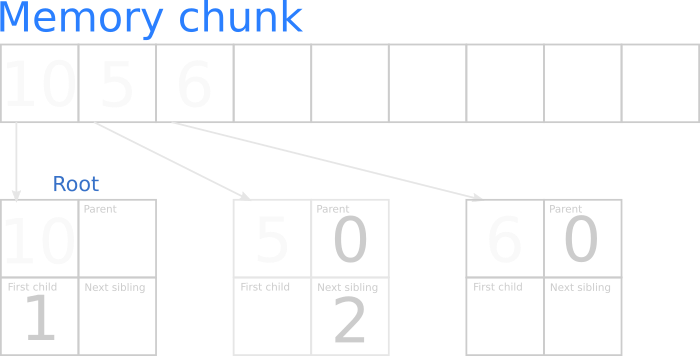 Memory chunk
10 5 6
Root
10 Parent
5 Parent 0
6 Parent 0
First child 1 Next sibling
First child Next sibling 2
First child Next sibling